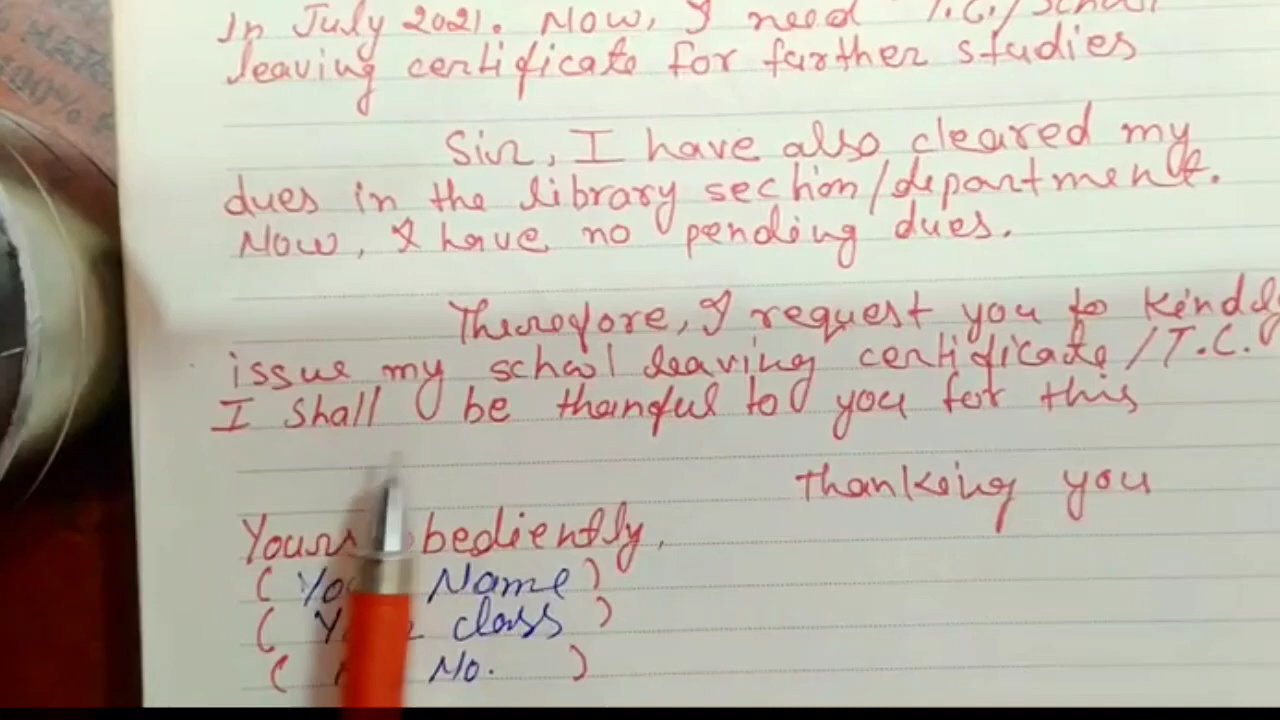 In July 2021. Now, I need T.C./School
leaving certificate for further studies
Sir, I have also cleared my
dues in the library section/department.
Now, I have no pending dues.
Therefore, I request you to kindly
issue my school leaving certificate/T.C.
I shall be thankful to you for this
thanking you
Yours obediently,
( Your Name )
( Your class )
( No. )